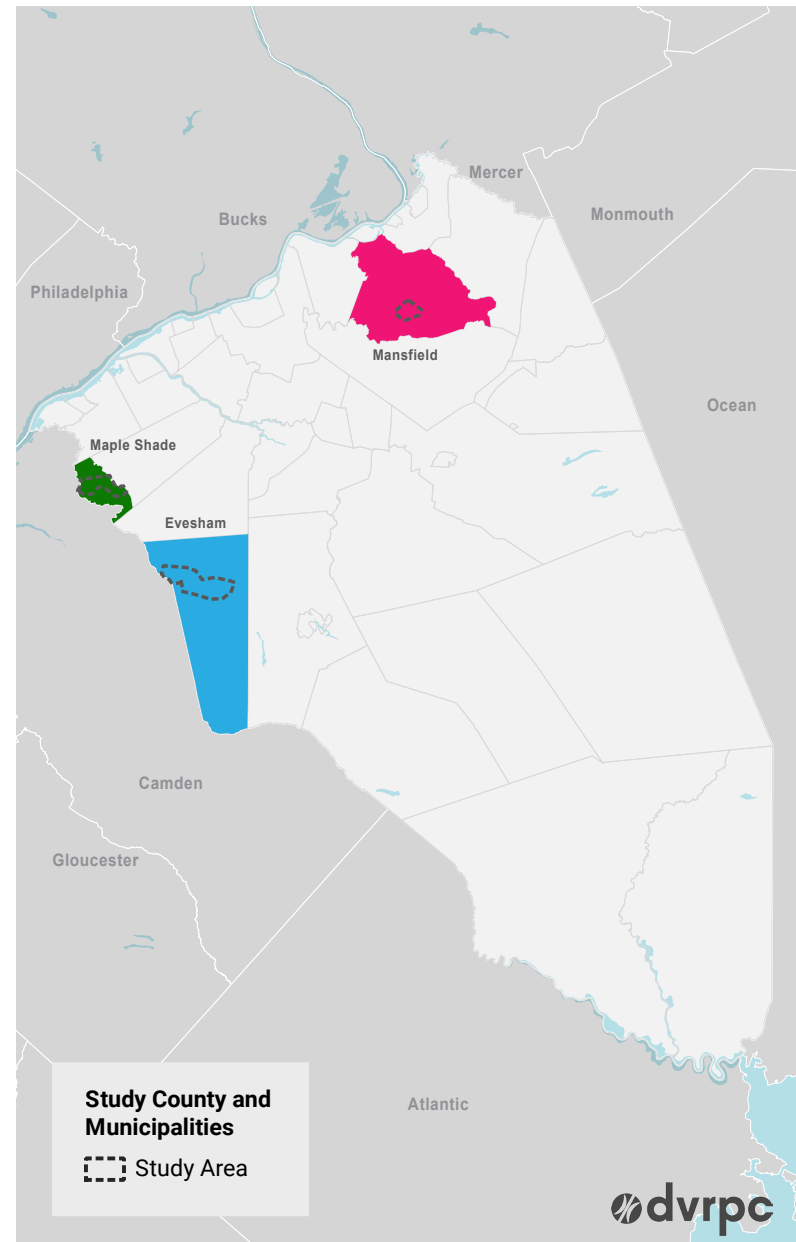 Mercer
Monmouth
Bucks
Philadelphia
Mansfield
Ocean
Maple Shade
Evesham
Camden
Gloucester
Atlantic
Study County and
Municipalities
Study Area
dvrpc